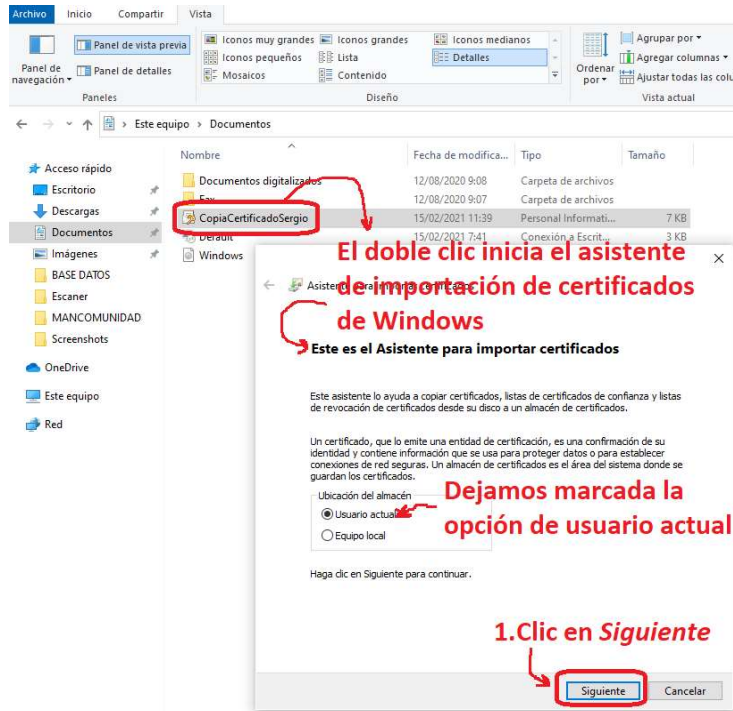 Archivo Inicio Compartir Vista
Panel de navegación
Panel de vista previa
Panel de detalles
Paneles
Iconos muy grandes Iconos grandes Iconos medianos
Iconos pequeños Lista Detalles
Mosaicos Contenido
Diseño
Ordenar por
Agrupar por
Agregar columnas
Ajustar todas las colu
Vista actual
Este equipo > Documentos
Nombre Fecha de modifica... Tipo Tamaño
Acceso rápido
Escritorio
Descargas
Documentos
Imágenes
BASE DATOS
Escaner
MANCOMUNIDAD
Screenshots
OneDrive
Este equipo
Red
Documentos digitalizados 12/08/2020 9:08 Carpeta de archivos
Fax 12/08/2020 9:07 Carpeta de archivos
CopiaCertificadoSergio 15/02/2021 11:39 Personal Informati... 7 KB
Default 15/02/2021 7:41 Conexión a Escrit... 3 KB
Windows
El doble clic inicia el asistente
de importación de certificados
de Windows
Asistente para importar certificados
Este es el Asistente para importar certificados
Este asistente lo ayuda a copiar certificados, listas de certificados de confianza y listas
de revocación de certificados desde su disco a un almacén de certificados.
Un certificado, que lo emite una entidad de certificación, es una confirmación de su
identidad y contiene información que se usa para proteger datos o para establecer
conexiones de red seguras. Un almacén de certificados es el área del sistema donde se
guardan los certificados.
Ubicación del almacén
Usuario actual
Equipo local
Dejamos marcada la
opción de usuario actual
Haga clic en Siguiente para continuar.
1.Clic en Siguiente
Siguiente Cancelar